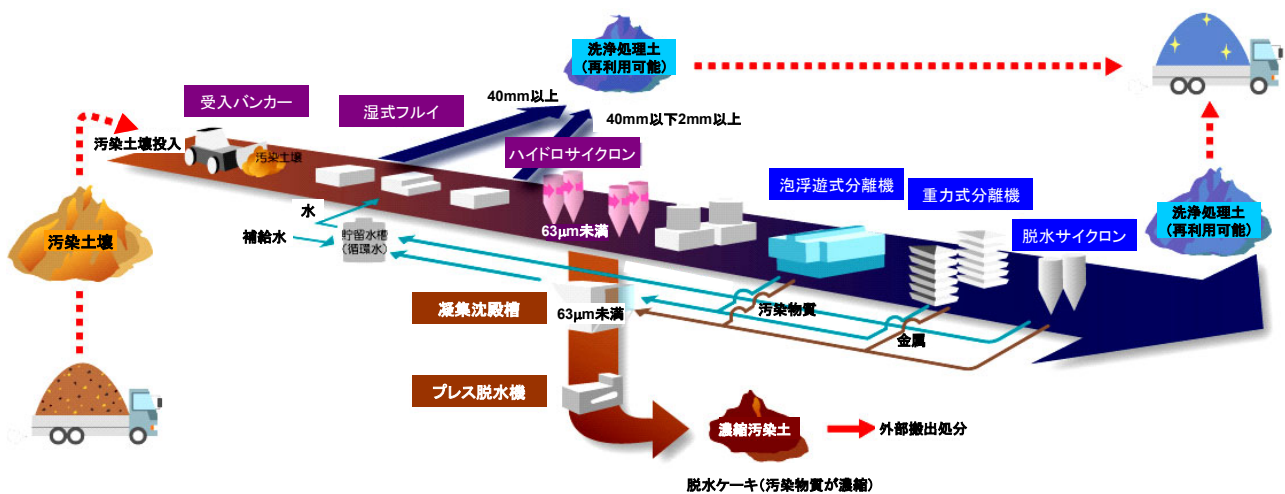 洗浄処理土
（再利用可能）
受入バンカー
湿式フルイ
40mm以上
40mm以下2mm以上
汚染土壌投入
汚染土壌
ハイドロサイクロン
泡浮遊式分離機
重力式分離機
洗浄処理土
（再利用可能）
水
汚染土壌
補給水
貯留水槽
（循環水）
63μm未満
脱水サイクロン
凝集沈殿槽
63μm未満
汚染物質
金属
プレス脱水機
濃縮汚染土
外部搬出処分
脱水ケーキ（汚染物質が濃縮）